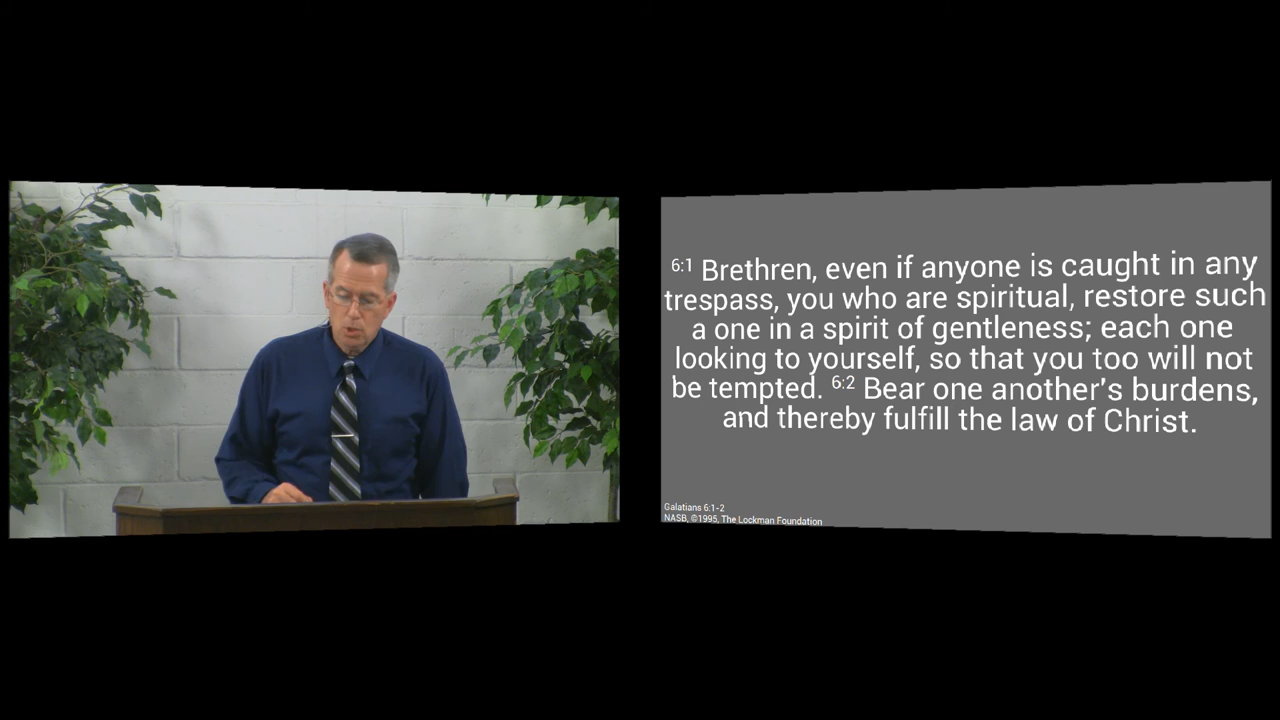 6:1 Brethren, even if anyone is caught in any
trespass, you who are spiritual, restore such
a one in a spirit of gentleness; each one
looking to yourself, so that you too will not
be tempted. 6:2 Bear one another's burdens,
and thereby fulfill the law of Christ.
Galatians 6:1-2
NASB, ©1995, The Lockman Foundation